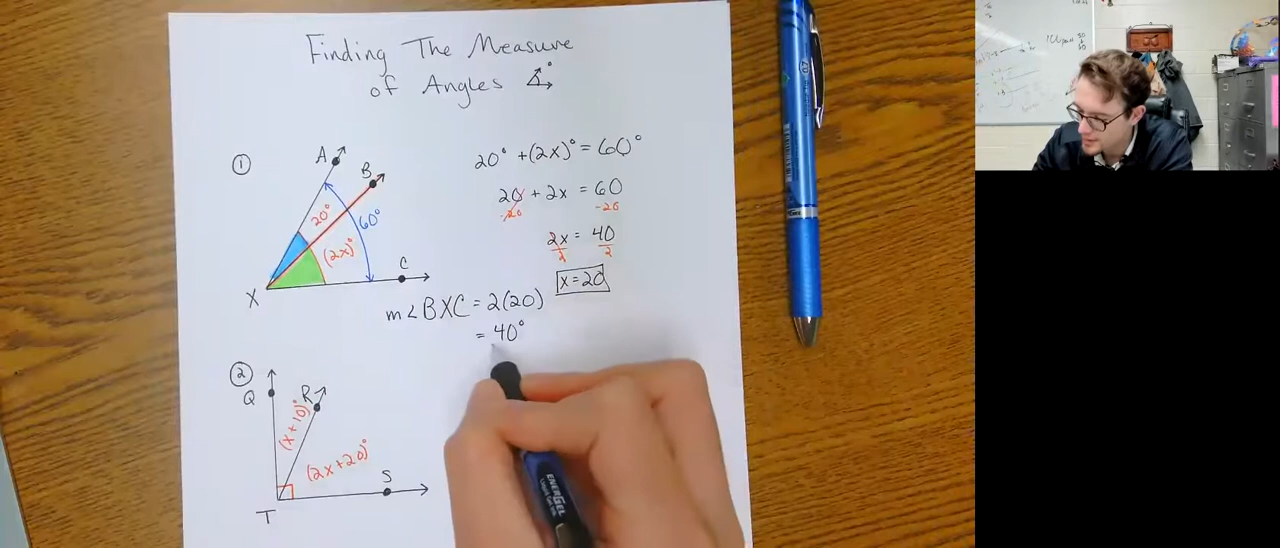 Finding The Measure
of Angles ∡°
①
A
B
20°
60°
(2x)°
C
X
20° + (2x)° = 60°
20 + 2x = 60
-20 -20
2x = 40
2 2
x = 20
m∠BXC = 2(20)
= 40°
②
Q
R
(x+10)°
(2x+20)°
S
T
ENERGEL